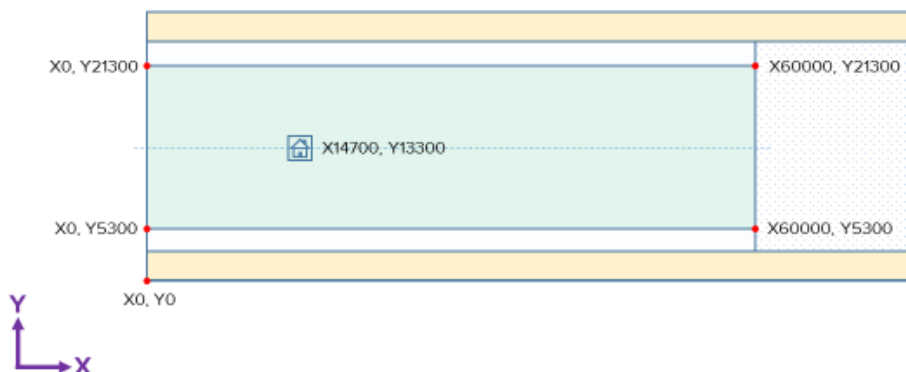 X0, Y21300
X60000, Y21300
X14700, Y13300
X0, Y5300
X60000, Y5300
X0, Y0
Y
X